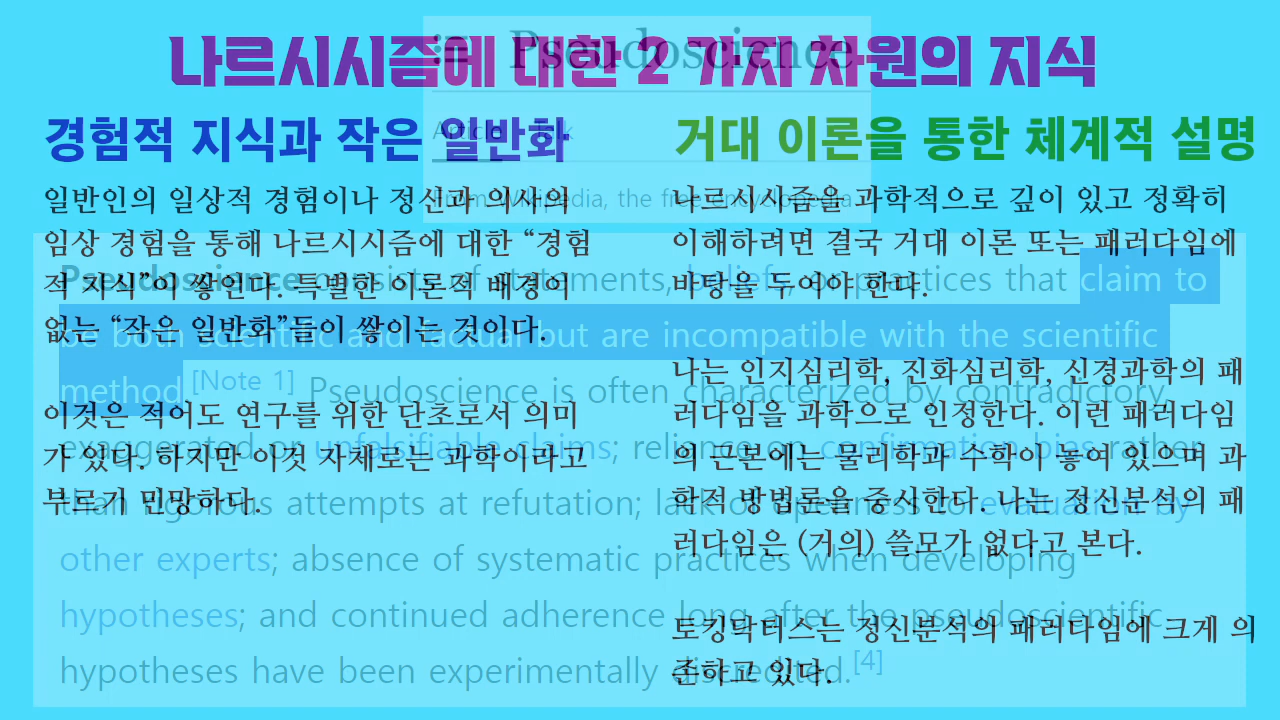 나르시시즘에 대한 2 가지 차원의 지식
Pseudoscience
Article Talk
From Wikipedia, the free encyclopedia
경험적 지식과 작은 일반화
일반인의 일상적 경험이나 정신과 의사의
임상 경험을 통해 나르시시즘에 대한 “경험
적 지식”이 쌓인다. 특별한 이론적 배경이
없는 “작은 일반화”들이 쌓이는 것이다.
이것은 적어도 연구를 위한 단초로서 의미
가 있다. 하지만 이것 자체로는 과학이라고
부르기 민망하다.
거대 이론을 통한 체계적 설명
나르시시즘을 과학적으로 깊이 있고 정확히
이해하려면 결국 거대 이론 또는 패러다임에
바탕을 두어야 한다.
나는 인지심리학, 진화심리학, 신경과학의 패
러다임을 과학으로 인정한다. 이런 패러다임
의 근본에는 물리학과 수학이 놓여 있으며 과
학적 방법론을 중시한다. 나는 정신분석의 패
러다임은 (거의) 쓸모가 없다고 본다.
토킹닥터스는 정신분석의 패러다임에 크게 의
존하고 있다.
Pseudoscience consists of statements, beliefs, or practices that claim to
be both scientific and factual but are incompatible with the scientific
method.[Note 1] Pseudoscience is often characterized by contradictory,
exaggerated or unfalsifiable claims; reliance on confirmation bias rather
than rigorous attempts at refutation; lack of openness to evaluation by
other experts; absence of systematic practices when developing
hypotheses; and continued adherence long after the pseudoscientific
hypotheses have been experimentally discredited.[4]